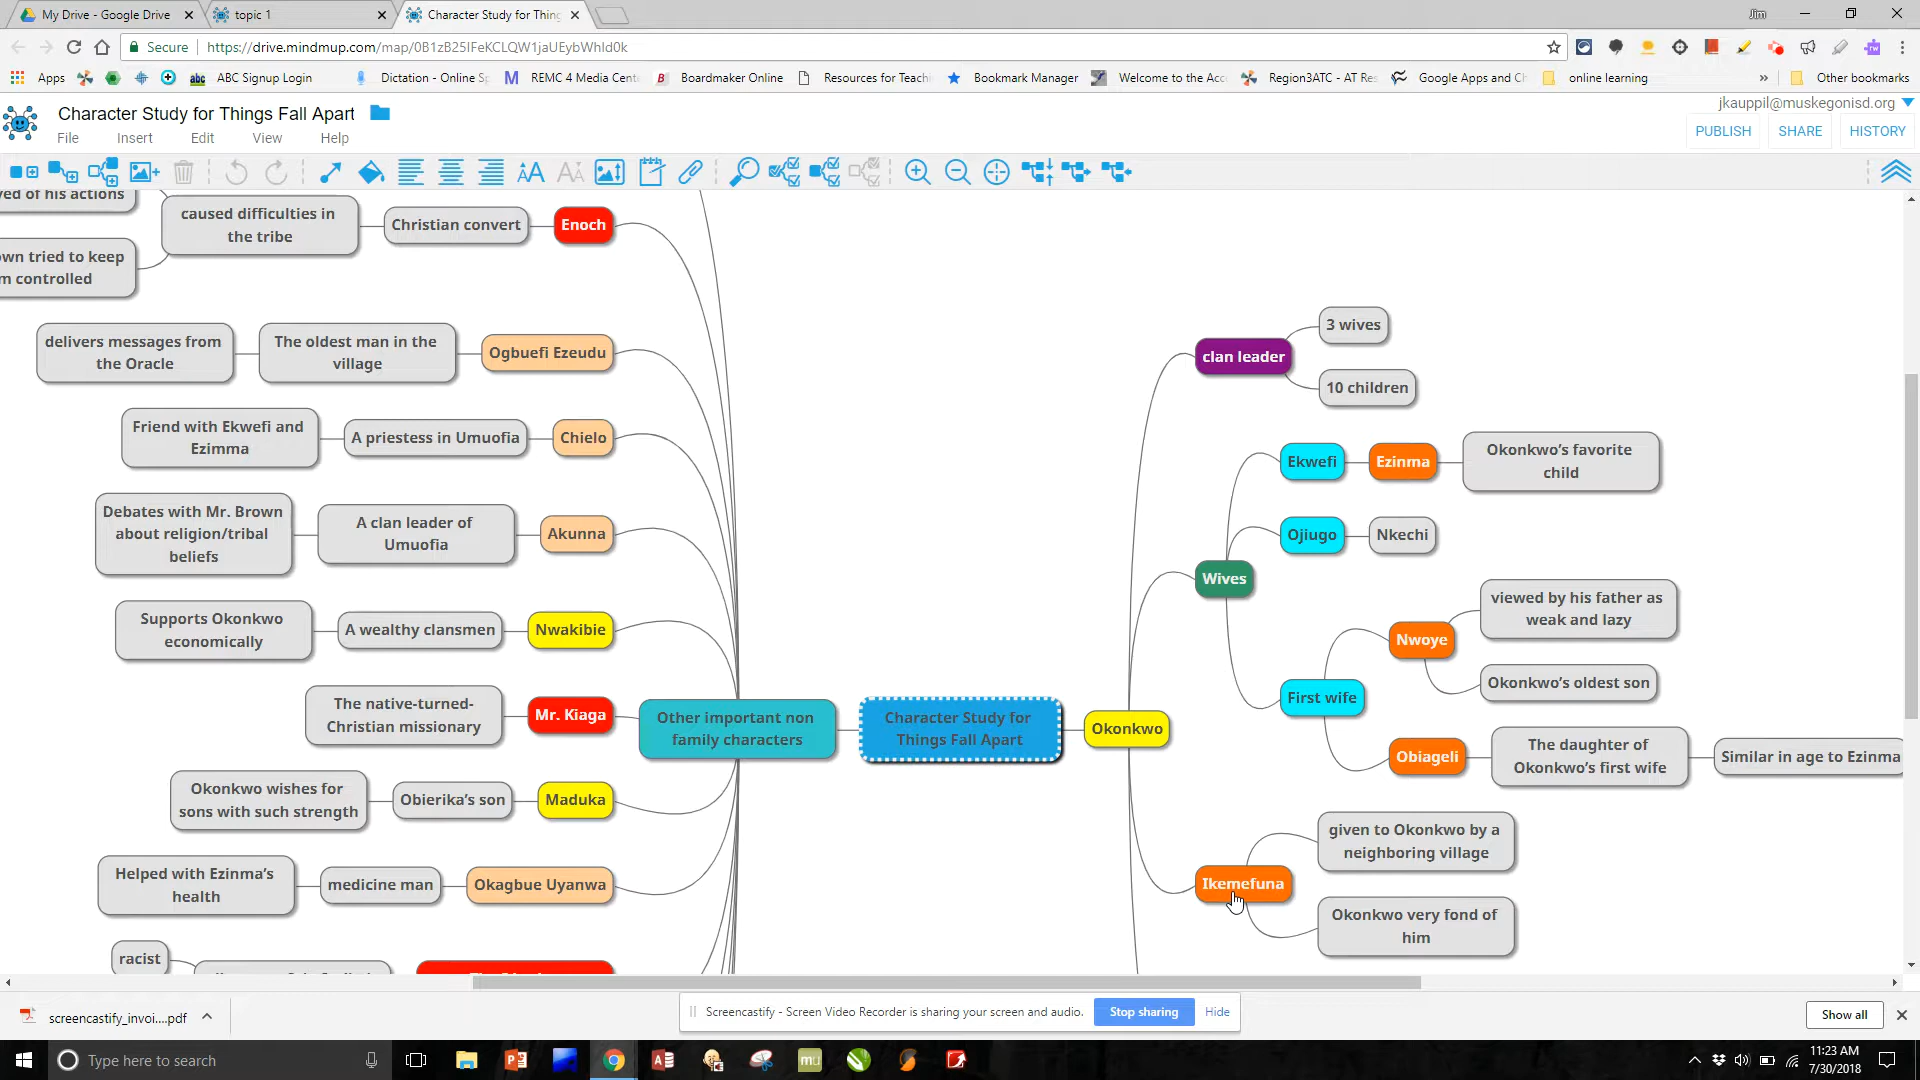 My Drive - Google Drive
topic 1
Character Study for Thing
Jim
Secure
https://drive.mindmup.com/map/0B1zB25IFeKCLQW1jaUEybWhId0k
Apps
ABC Signup Login
Dictation - Online Sp
REMC 4 Media Cent
Boardmaker Online
Resources for Teach
Bookmark Manager
Welcome to the Acc
Region3ATC - AT Res
Google Apps and Ch
online learning
»
Other bookmarks
Character Study for Things Fall Apart
jkauppil@muskegonisd.org
File
Insert
Edit
View
Help
PUBLISH
SHARE
HISTORY
ved of his actions
caused difficulties in
the tribe
Christian convert
Enoch
own tried to keep
m controlled
delivers messages from
the Oracle
The oldest man in the
village
Ogbuefi Ezeudu
Friend with Ekwefi and
Ezimma
A priestess in Umuofia
Chielo
Debates with Mr. Brown
about religion/tribal
beliefs
A clan leader of
Umuofia
Akunna
Supports Okonkwo
economically
A wealthy clansmen
Nwakibie
The native-turned-
Christian missionary
Mr. Kiaga
Other important non
family characters
Okonkwo wishes for
sons with such strength
Obierika's son
Maduka
Helped with Ezinma's
health
medicine man
Okagbue Uyanwa
racist
Character Study for
Things Fall Apart
Okonkwo
clan leader
3 wives
10 children
Wives
Ekwefi
Ezinma
Okonkwo's favorite
child
Ojiugo
Nkechi
First wife
Nwoye
viewed by his father as
weak and lazy
Okonkwo's oldest son
Obiageli
The daughter of
Okonkwo's first wife
Similar in age to Ezinma
Ikemefuna
given to Okonkwo by a
neighboring village
Okonkwo very fond of
him
screencastify_invoi....pdf
Screencastify - Screen Video Recorder is sharing your screen and audio.
Stop sharing
Hide
Show all
Type here to search
mu
11:23 AM
7/30/2018